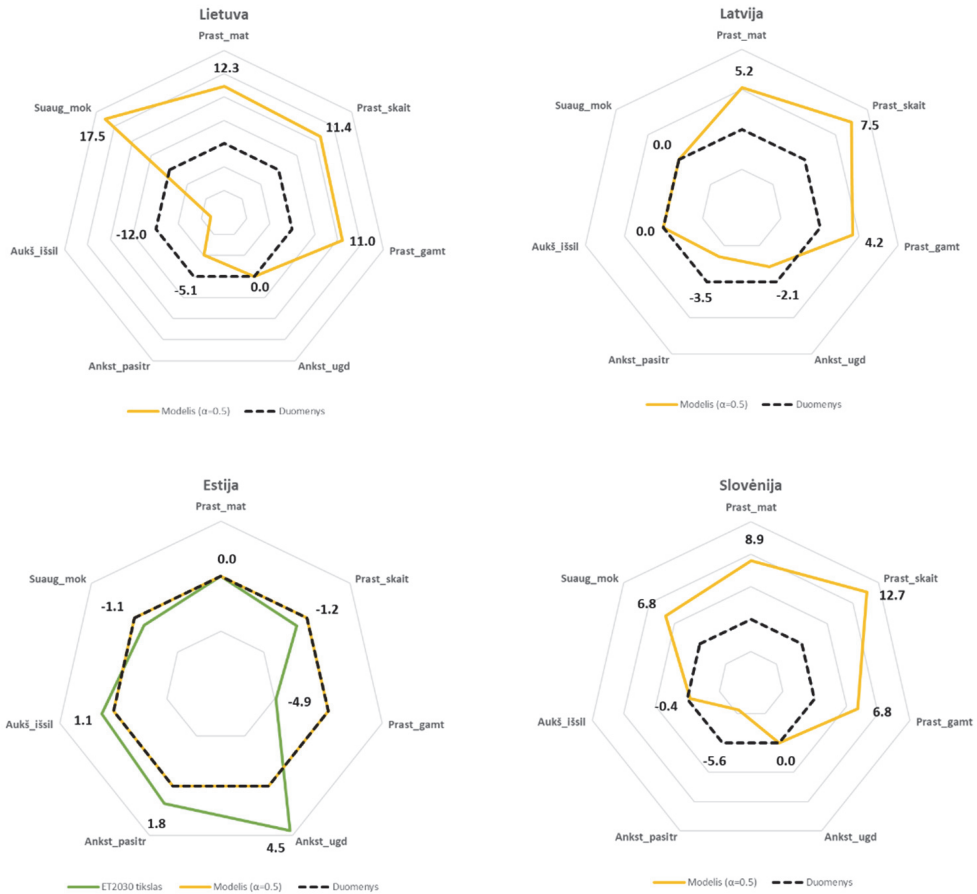 Lietuva
Prast_mat
12.3
Suaug_mok
17.5
Prast_skait
11.4
Aukš_išsil
-12.0
11.0
Prast_gamt
-5.1
0.0
Ankst_pasitr
Ankst_ugd
Modelis (α=0.5)
Duomenys
Latvija
Prast_mat
5.2
Suaug_mok
0.0
Prast_skait
7.5
Aukš_išsil
0.0
4.2
Prast_gamt
-3.5
-2.1
Ankst_pasitr
Ankst_ugd
Modelis (α=0.5)
Duomenys
Estija
Prast_mat
0.0
Suaug_mok
-1.1
Prast_skait
-1.2
Aukš_išsil
1.1
-4.9
Prast_gamt
Ankst_pasitr
1.8
Ankst_ugd
4.5
ET2030 tikslas
Modelis (α=0.5)
Duomenys
Slovėnija
Prast_mat
8.9
Suaug_mok
6.8
Prast_skait
12.7
Aukš_išsil
-0.4
6.8
Prast_gamt
-5.6
0.0
Ankst_pasitr
Ankst_ugd
Modelis (α=0.5)
Duomenys